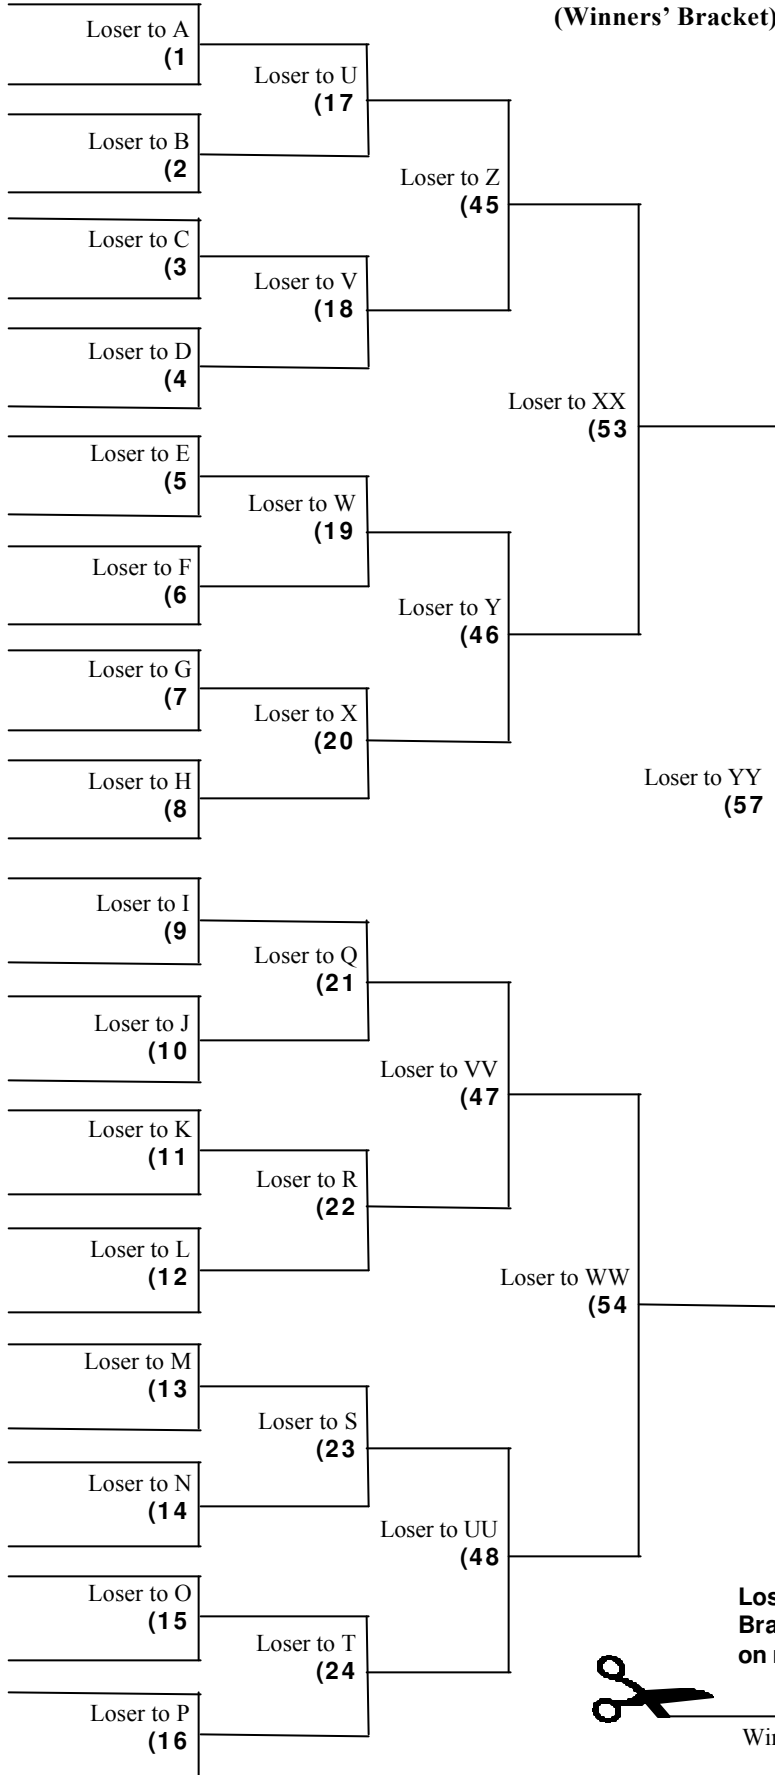 (Winners’ Bracket)
Loser to A
(1
Loser to B
(2
Loser to C
(3
Loser to D
(4
Loser to E
(5
Loser to F
(6
Loser to G
(7
Loser to H
(8
Loser to I
(9
Loser to J
(10
Loser to K
(11
Loser to L
(12
Loser to M
(13
Loser to N
(14
Loser to O
(15
Loser to P
(16
Loser to U
(17
Loser to V
(18
Loser to W
(19
Loser to X
(20
Loser to Q
(21
Loser to R
(22
Loser to S
(23
Loser to T
(24
Loser to Z
(45
Loser to Y
(46
Loser to VV
(47
Loser to UU
(48
Loser to XX
(53
Loser to WW
(54
Loser to YY
(57
on